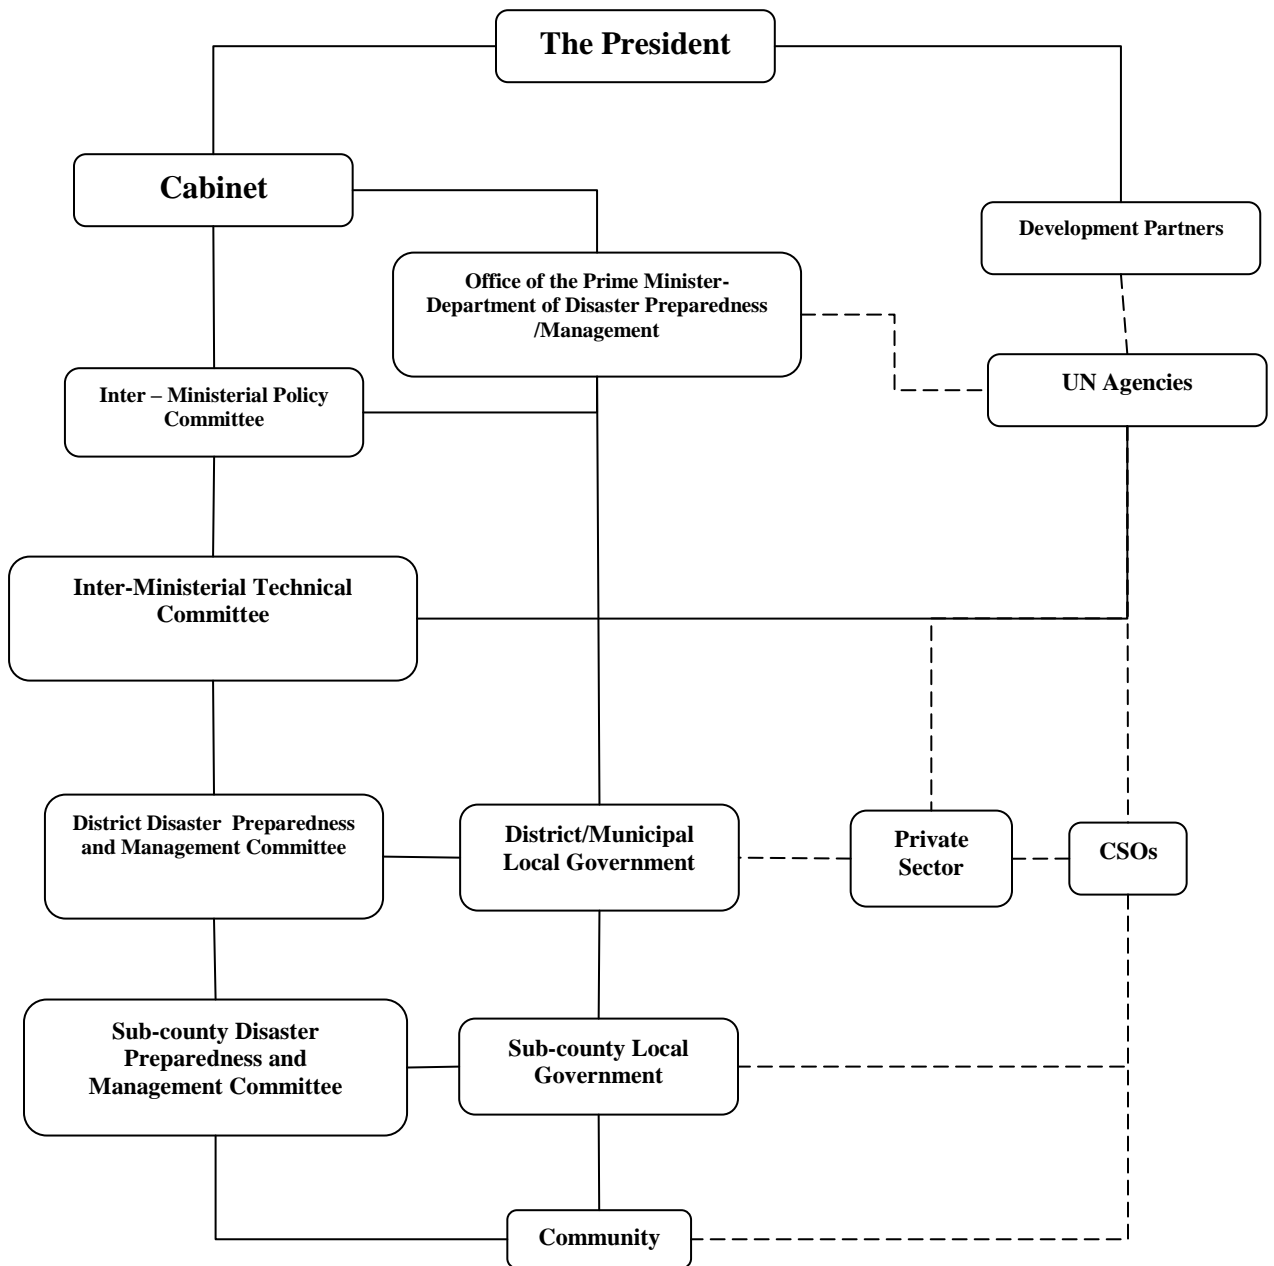 The President
Cabinet
Development Partners
Office of the Prime Minister-
Department of Disaster Preparedness
/Management
UN Agencies
Inter – Ministerial Policy
Committee
Inter-Ministerial Technical
Committee
District Disaster  Preparedness
and Management Committee
District/Municipal
Local Government
Private
Sector
CSOs
Sub-county Disaster
Preparedness and
Management Committee
Sub-county Local
Government
Community